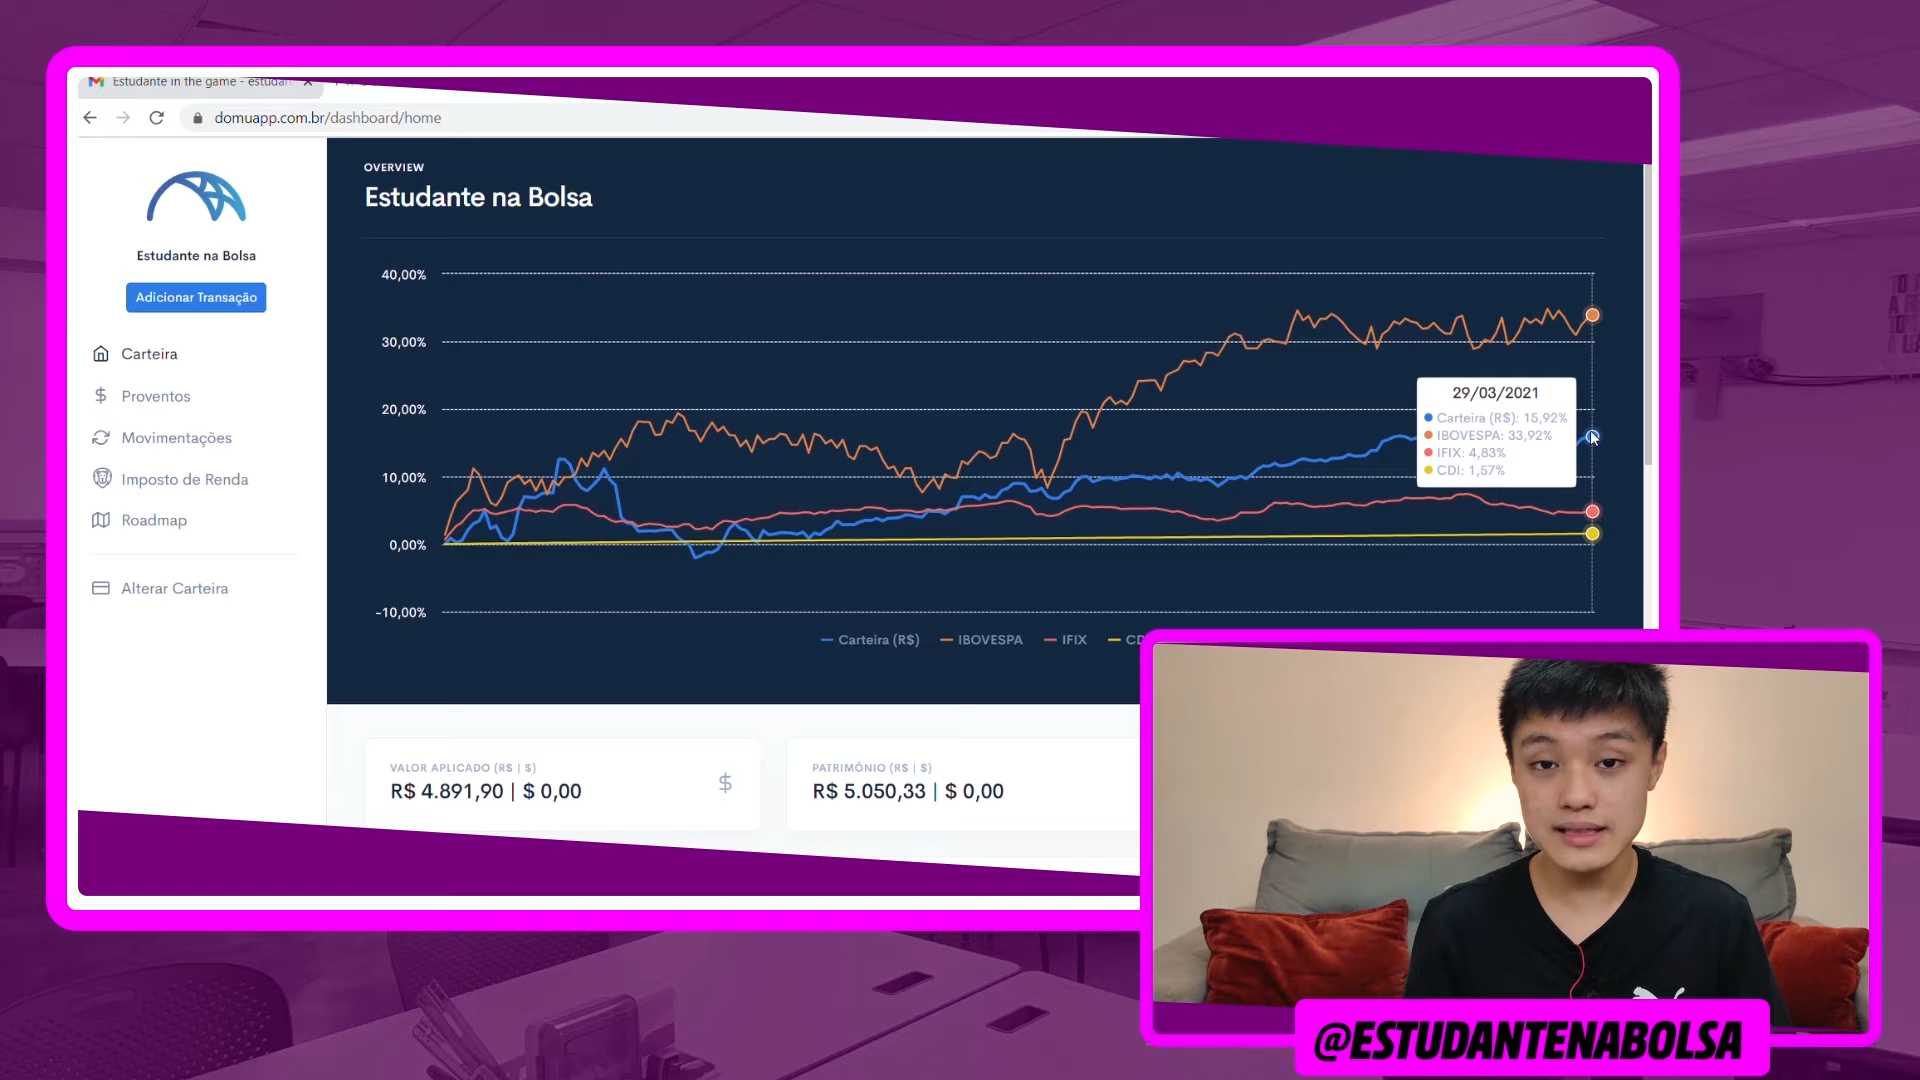 Estudante in the game - estudan
domuapp.com.br/dashboard/home
Estudante na Bolsa
Adicionar Transação
Carteira
Proventos
Movimentações
Imposto de Renda
Roadmap
Alterar Carteira
OVERVIEW
Estudante na Bolsa
40,00%
30,00%
20,00%
10,00%
0,00%
-10,00%
29/03/2021
Carteira (R$): 15,92%
IBOVESPA: 33,92%
IFIX: 4,83%
CDI: 1,57%
Carteira (R$) IBOVESPA IFIX CD
VALOR APLICADO (R$ | $)
R$ 4.891,90 | $ 0,00
PATRIMÔNIO (R$ | $)
R$ 5.050,33 | $ 0,00
@ESTUDANTENABOLSA